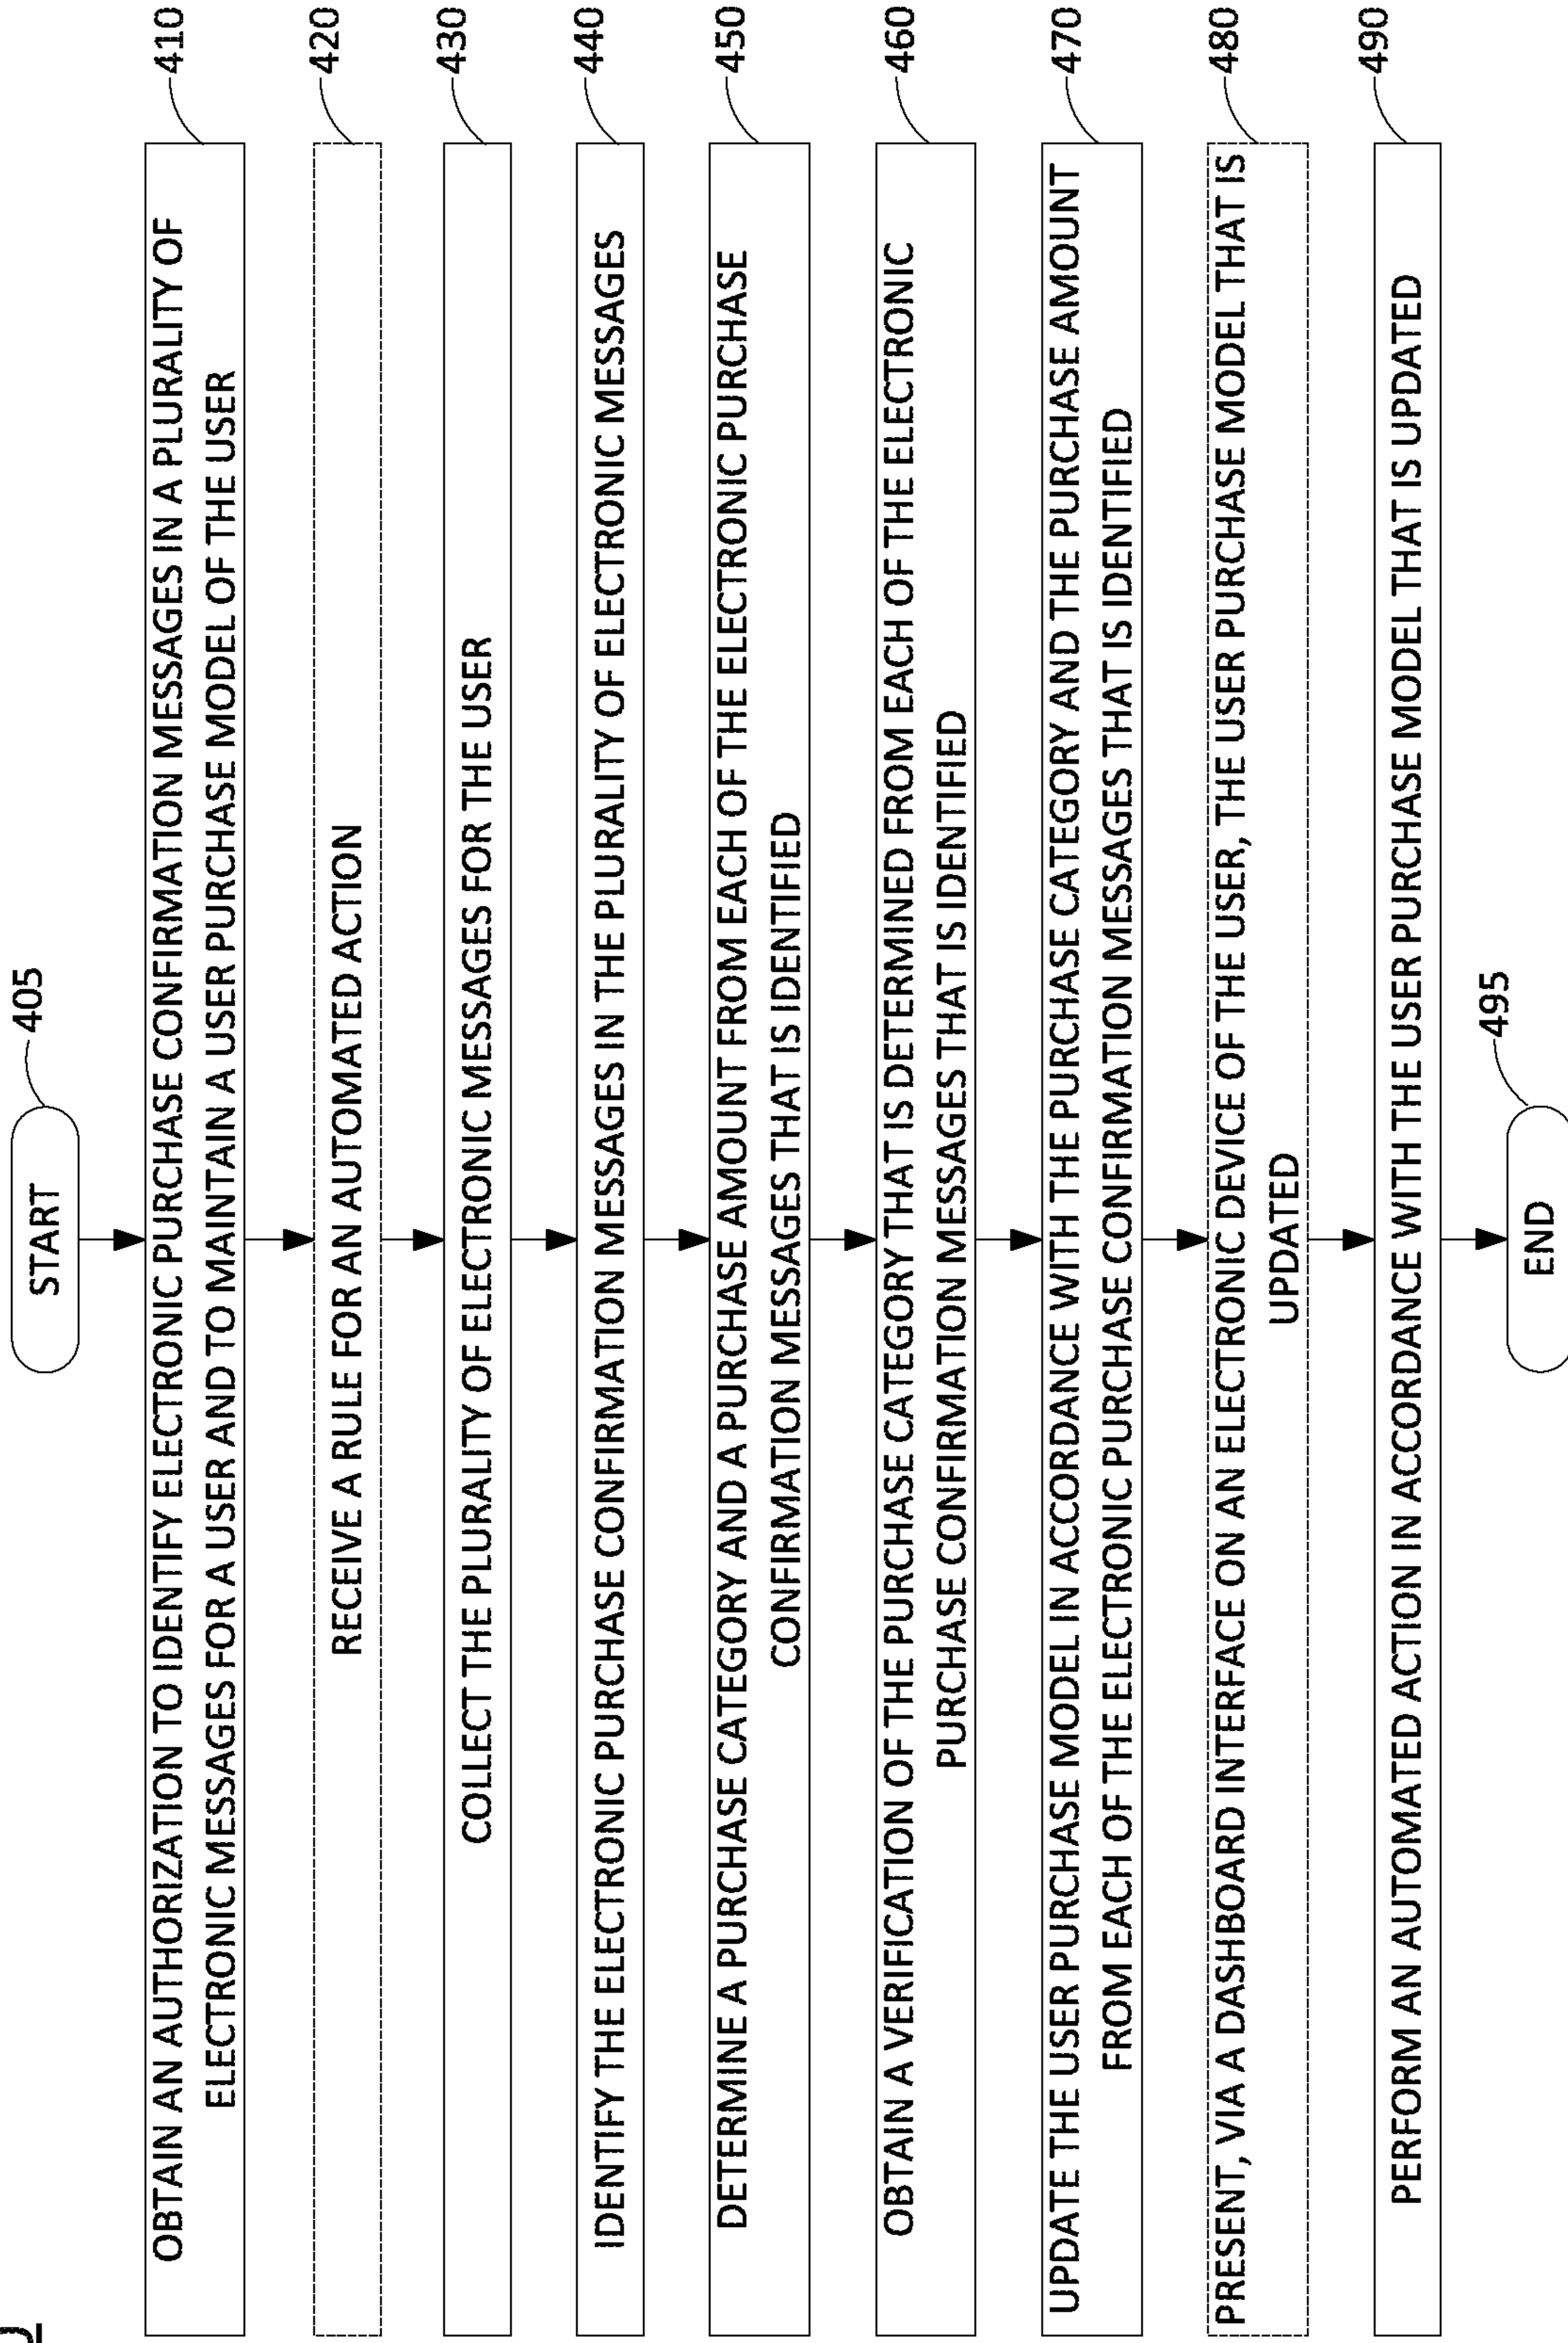 START
405
OBTAIN AN AUTHORIZATION TO IDENTIFY ELECTRONIC PURCHASE CONFIRMATION MESSAGES IN A PLURALITY OF
ELECTRONIC MESSAGES FOR A USER AND TO MAINTAIN A USER PURCHASE MODEL OF THE USER
410
RECEIVE A RULE FOR AN AUTOMATED ACTION
420
COLLECT THE PLURALITY OF ELECTRONIC MESSAGES FOR THE USER
430
IDENTIFY THE ELECTRONIC PURCHASE CONFIRMATION MESSAGES IN THE PLURALITY OF ELECTRONIC MESSAGES
440
DETERMINE A PURCHASE CATEGORY AND A PURCHASE AMOUNT FROM EACH OF THE ELECTRONIC PURCHASE
CONFIRMATION MESSAGES THAT IS IDENTIFIED
450
OBTAIN A VERIFICATION OF THE PURCHASE CATEGORY THAT IS DETERMINED FROM EACH OF THE ELECTRONIC
PURCHASE CONFIRMATION MESSAGES THAT IS IDENTIFIED
460
UPDATE THE USER PURCHASE MODEL IN ACCORDANCE WITH THE PURCHASE CATEGORY AND THE PURCHASE AMOUNT
FROM EACH OF THE ELECTRONIC PURCHASE CONFIRMATION MESSAGES THAT IS IDENTIFIED
470
PRESENT, VIA A DASHBOARD INTERFACE ON AN ELECTRONIC DEVICE OF THE USER, THE USER PURCHASE MODEL THAT IS
UPDATED
480
PERFORM AN AUTOMATED ACTION IN ACCORDANCE WITH THE USER PURCHASE MODEL THAT IS UPDATED
490
END
495